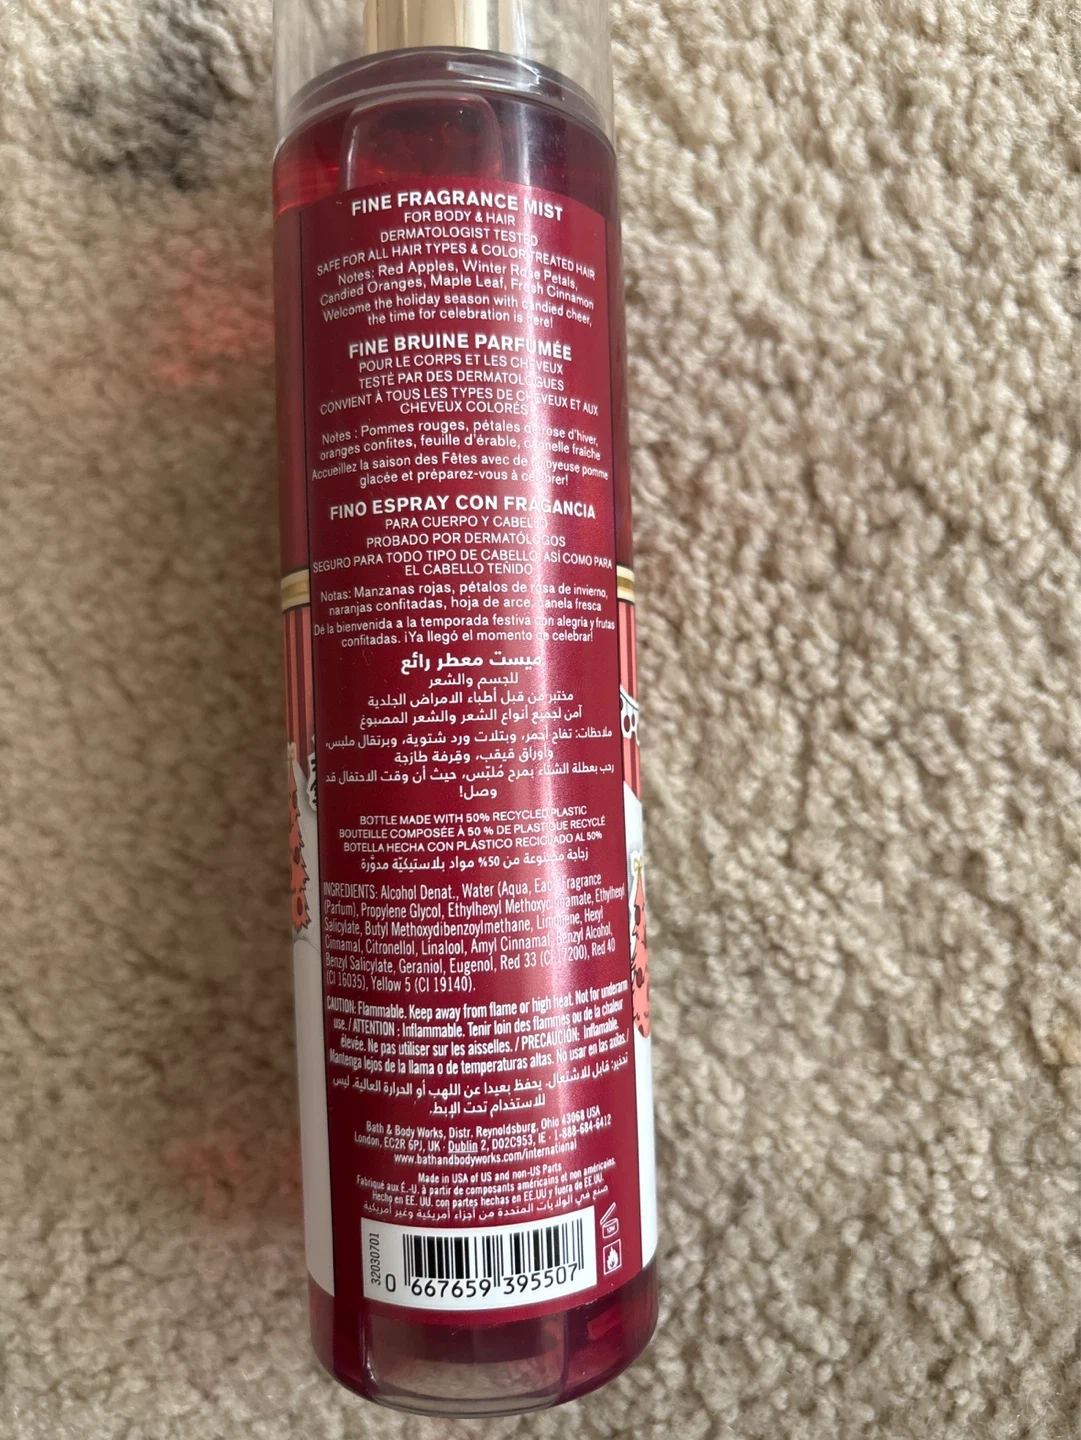 FINE FRAGRANCE MIST
FOR BODY & HAIR
DERMATOLOGIST TESTED
SAFE FOR ALL HAIR TYPES & COLOR TREATED HAIR
Notes: Red Apples, Winter Rose Petals,
Candied Oranges, Maple Leaf, Fresh Cinnamon
Welcome the holiday season with candied cheer,
the time for celebration is here!
FINE BRUINE PARFUMÉE
POUR LE CORPS ET LES CHEVEUX
TESTÉ PAR DES DERMATOLOGUES
CONVIENT À TOUS LES TYPES DE CHEVEUX ET AUX
CHEVEUX COLORÉS
Notes : Pommes rouges, pétales de rose d'hiver,
oranges confites, feuille d'érable, cannelle fraîche
Accueillez la saison des Fêtes avec de la joyeuse pomme
glacée et préparez-vous à célébrer!
FINO ESPRAY CON FRAGANCIA
PARA CUERPO Y CABELLO
PROBADO POR DERMATÓLOGOS
SEGURO PARA TODO TIPO DE CABELLO, ASÍ COMO PARA
EL CABELLO TEÑIDO
Notas: Manzanas rojas, pétalos de rosa de invierno,
naranjas confitadas, hoja de arce, canela fresca
Dé la bienvenida a la temporada festiva con alegría y frutas
confitadas. ¡Ya llegó el momento de celebrar!
ميست معطر رائع
للجسم والشعر
مختبر من قبل أطباء الامراض الجلدية
آمن لجميع أنواع الشعر والشعر المصبوغ
ملاحظات: تفاح أحمر، وبتلات ورد شتوية، وبرتقال ملبس،
وأوراق قيقب، وقرفة طازجة
رحب بعطلة الشتاء بمرح مُلبّس، حيث أن وقت الاحتفال قد
وصل!
BOTTLE MADE WITH 50% RECYCLED PLASTIC
BOUTEILLE COMPOSÉE À 50 % DE PLASTIQUE RECYCLÉ
BOTELLA HECHA CON PLÁSTICO RECICLADO AL 50%
زجاجة مصنوعة من 50% مواد بلاستيكيّة مدوَّرة
INGREDIENTS: Alcohol Denat., Water (Aqua, Eau), Fragrance
(Parfum), Propylene Glycol, Ethylhexyl Methoxycinnamate, Ethylhexyl
Salicylate, Butyl Methoxydibenzoylmethane, Limonene, Hexyl
Cinnamal, Citronellol, Linalool, Amyl Cinnamal, Benzyl Alcohol,
Benzyl Salicylate, Geraniol, Eugenol, Red 33 (CI 17200), Red 40
(CI 16035), Yellow 5 (CI 19140).
CAUTION: Flammable. Keep away from flame or high heat. Not for underarm
use. / ATTENTION : Inflammable. Tenir loin des flammes ou de la chaleur
élevée. Ne pas utiliser sur les aisselles. / PRECAUCIÓN: Inflamable.
Mantenga lejos de la llama o de temperaturas altas. No usar en las axilas. /
تحذير: قابل للاشتعال. يحفظ بعيدا عن اللهب أو الحرارة العالية. ليس
للاستخدام تحت الإبط.
Bath & Body Works, Distr. Reynoldsburg, Ohio 43068 USA
London, EC2R 6PJ, UK · Dublin 2, D02C953, IE · 1-888-684-6412
www.bathandbodyworks.com/international
Made in USA of US and non-US Parts
Fabriqué aux É.-U. à partir de composants américains et non américains.
Hecho en EE. UU. con partes hechas en EE.UU y fuera de EE.UU.
صنع في الولايات المتحدة من أجزاء أمريكية وغير أمريكية
32030701
12M
0 667659 395507